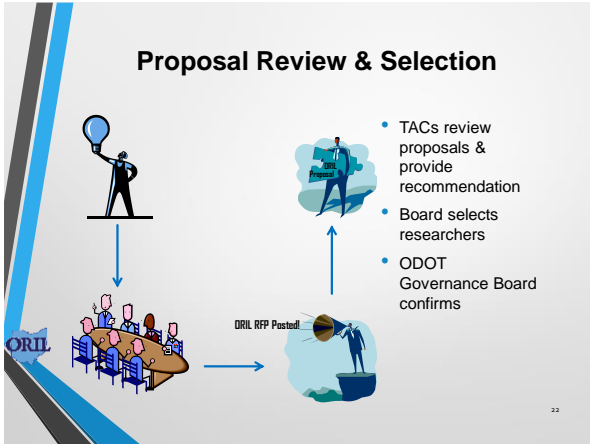 Proposal Review & Selection
• TACs review
proposals &
provide
recommendation
• Board selects
researchers
• ODOT
Governance Board
confirms
ORIL
Proposal
ORIL RFP Posted!
ORIL
22